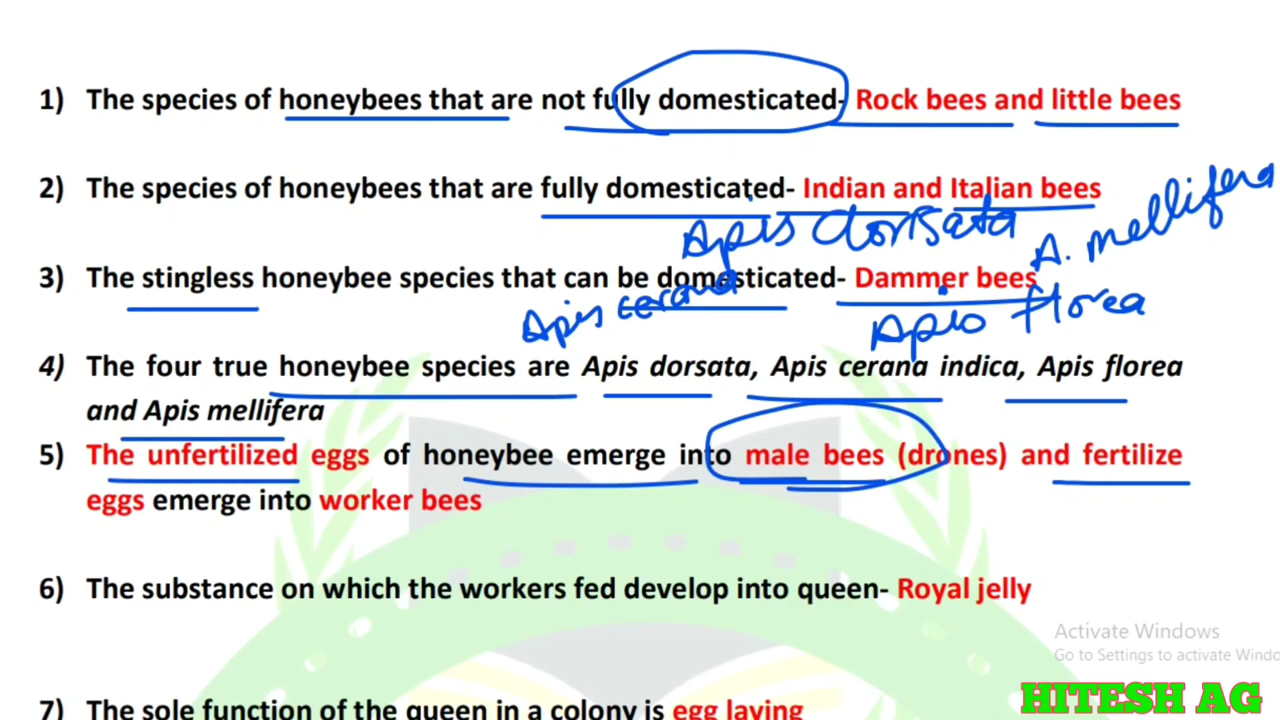 1) The species of honeybees that are not fully domesticated- Rock bees and little bees
2) The species of honeybees that are fully domesticated- Indian and Italian bees
Apis dorsata A. mellifera
3) The stingless honeybee species that can be domesticated- Dammer bees
Apis cerana Apis florea
4) The four true honeybee species are Apis dorsata, Apis cerana indica, Apis florea
and Apis mellifera
5) The unfertilized eggs of honeybee emerge into male bees (drones) and fertilize
eggs emerge into worker bees
6) The substance on which the workers fed develop into queen- Royal jelly
Activate Windows
Go to Settings to activate Windo
HITESH AG
7) The sole function of the queen in a colony is egg laying